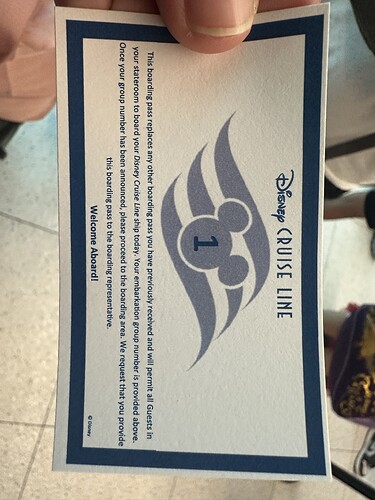 Disney CRUISE LINE
1
This boarding pass replaces any other boarding pass you have previously received and will permit all Guests in
your stateroom to board your Disney Cruise Line ship today. Your embarkation group number is provided above.
Once your group number has been announced, please proceed to the boarding area. We request that you provide
this boarding pass to the boarding representative.
Welcome Aboard!
© Disney